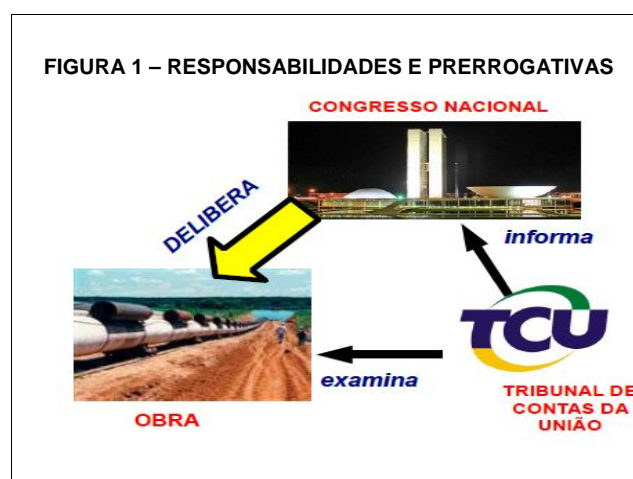 FIGURA 1 – RESPONSABILIDADES E PRERROGATIVAS
CONGRESSO NACIONAL
DELIBERA
informa
TCU
examina
TRIBUNAL DE
CONTAS DA
UNIÃO
OBRA